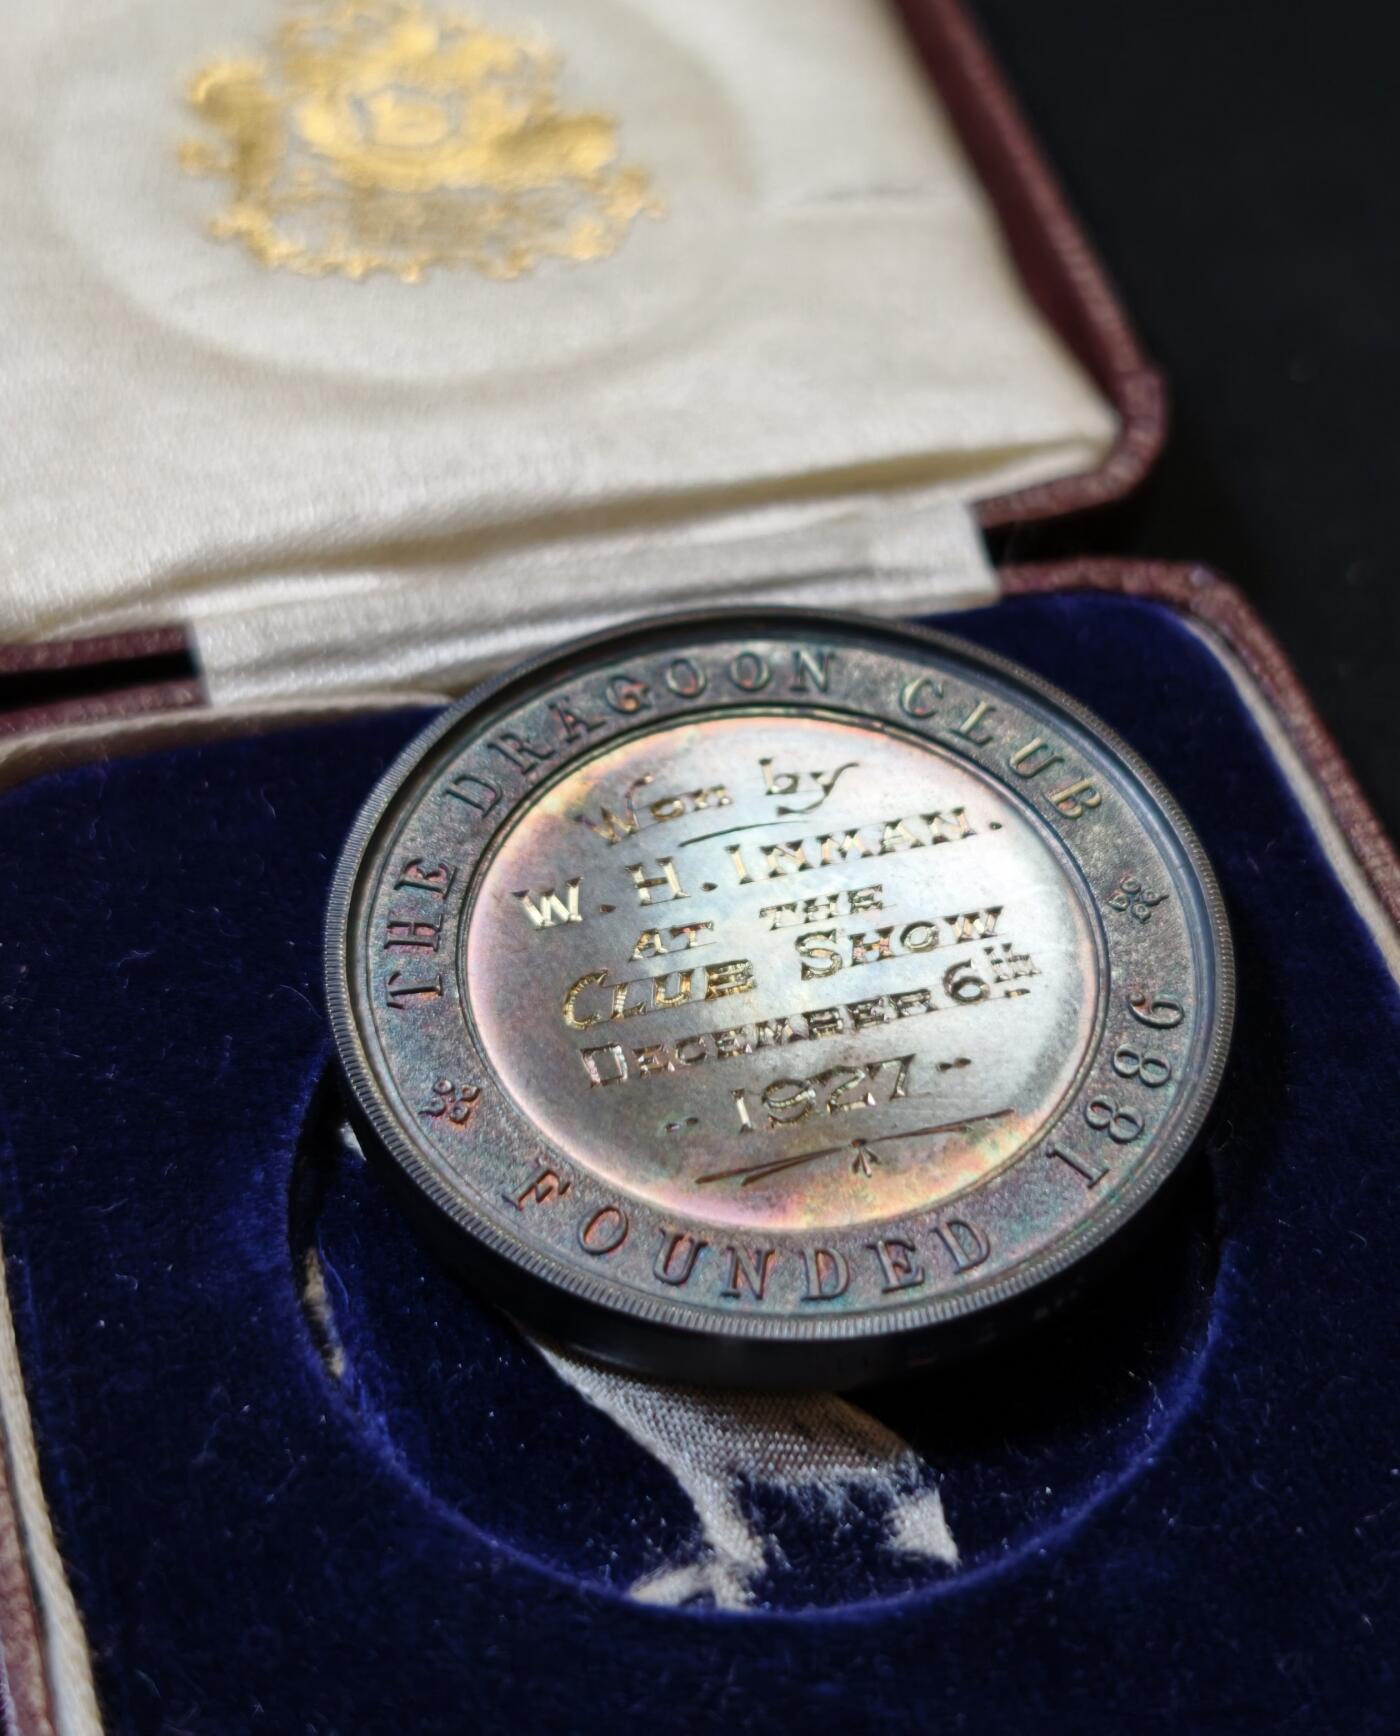 THE DRAGOON CLUB
FOUNDED 1886
Won by
W. H. INMAN.
AT THE
CLUB SHOW
DECEMBER 6th
- 1927 -